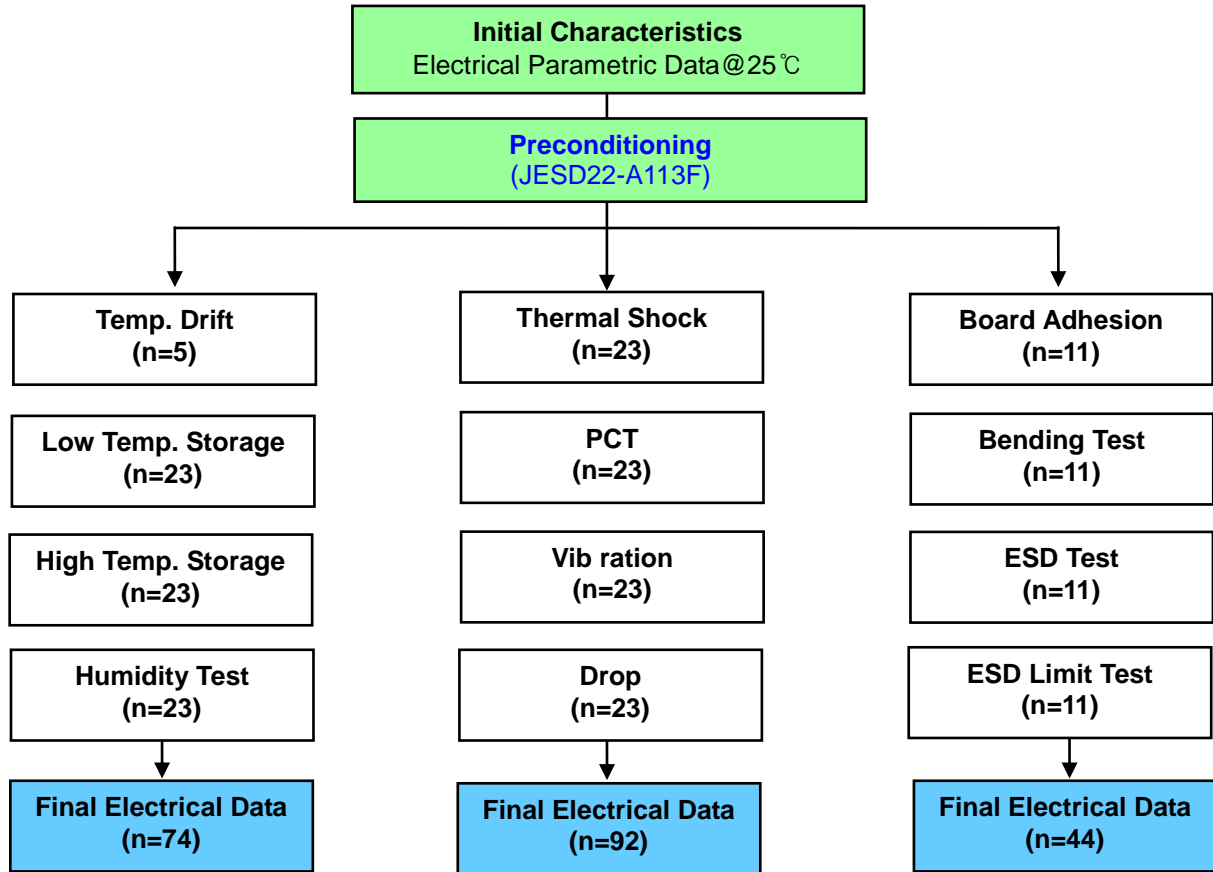 Initial Characteristics
Electrical Parametric Data@25℃
Preconditioning
(JESD22-A113F)
Temp. Drift
(n=5)
Low Temp. Storage
(n=23)
High Temp. Storage
(n=23)
Humidity Test
(n=23)
Final Electrical Data
(n=74)
Thermal Shock
(n=23)
PCT
(n=23)
Vib ration
(n=23)
Drop
(n=23)
Final Electrical Data
(n=92)
Board Adhesion
(n=11)
Bending Test
(n=11)
ESD Test
(n=11)
ESD Limit Test
(n=11)
Final Electrical Data
(n=44)